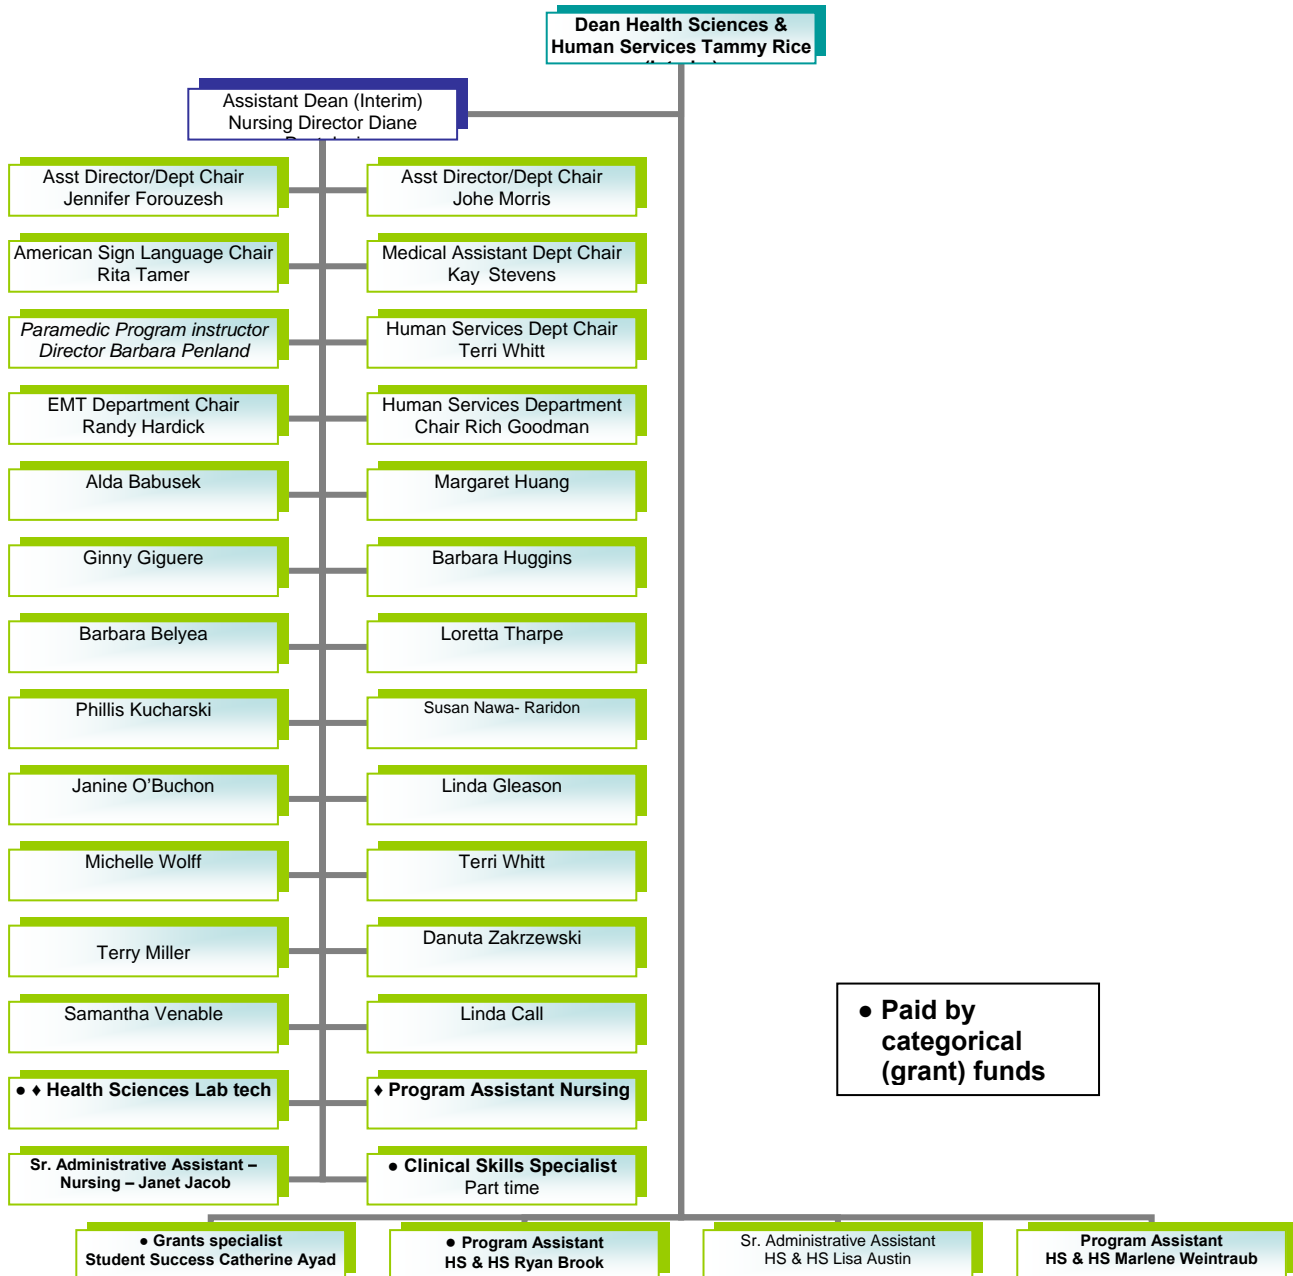 Dean Health Sciences &
Human Services Tammy Rice
Assistant Dean (Interim)
Nursing Director Diane
Asst Director/Dept Chair
Jennifer Forouzesh
Asst Director/Dept Chair
Johe Morris
American Sign Language Chair
Rita Tamer
Medical Assistant Dept Chair
Kay Stevens
Paramedic Program instructor
Director Barbara Penland
Human Services Dept Chair
Terri Whitt
EMT Department Chair
Randy Hardick
Human Services Department
Chair Rich Goodman
Alda Babusek
Margaret Huang
Ginny Giguere
Barbara Huggins
Barbara Belyea
Loretta Tharpe
Phillis Kucharski
Susan Nawa- Raridon
Janine O’Buchon
Linda Gleason
Michelle Wolff
Terri Whitt
Terry Miller
Danuta Zakrzewski
Samantha Venable
Linda Call
● Paid by
categorical
(grant) funds
● ♦ Health Sciences Lab tech
♦ Program Assistant Nursing
Sr. Administrative Assistant –
Nursing – Janet Jacob
● Clinical Skills Specialist
Part time
● Grants specialist
Student Success Catherine Ayad
● Program Assistant
HS & HS Ryan Brook
Sr. Administrative Assistant
HS & HS Lisa Austin
Program Assistant
HS & HS Marlene Weintraub